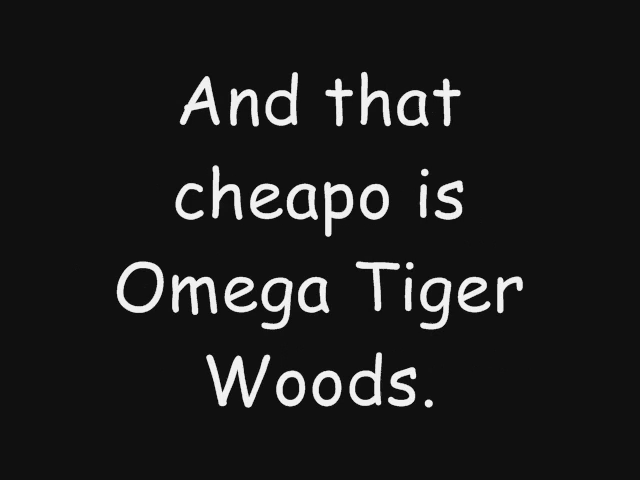 And that
cheapo is
Omega Tiger
Woods.